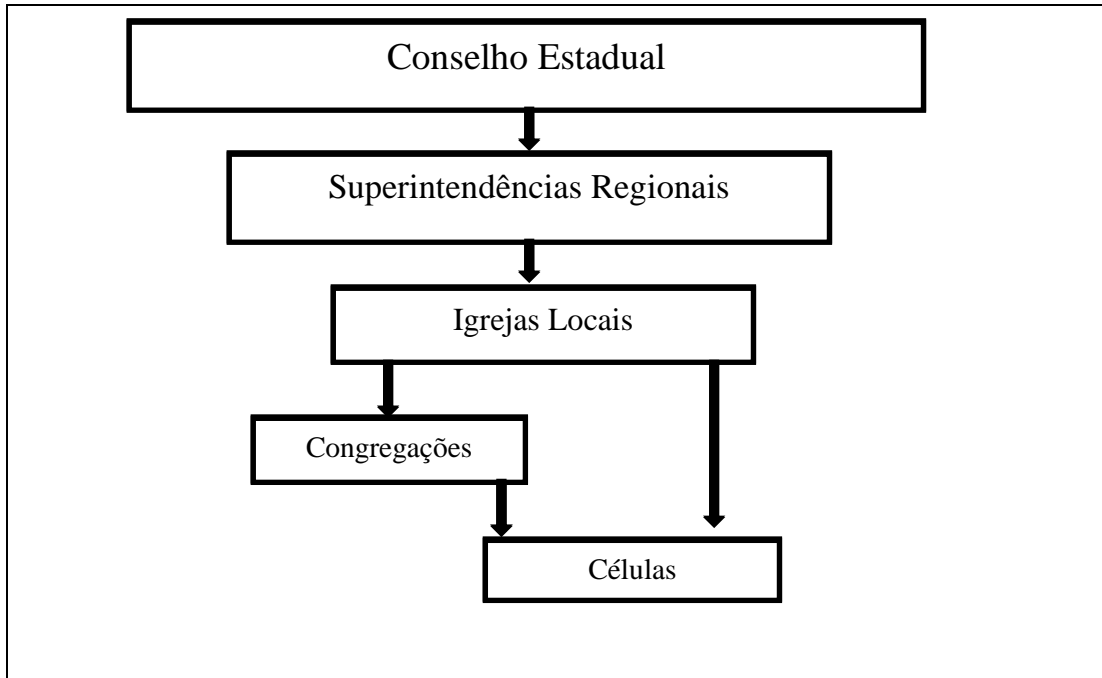 Conselho Estadual
Superintendências Regionais
Igrejas Locais
Congregações
Células